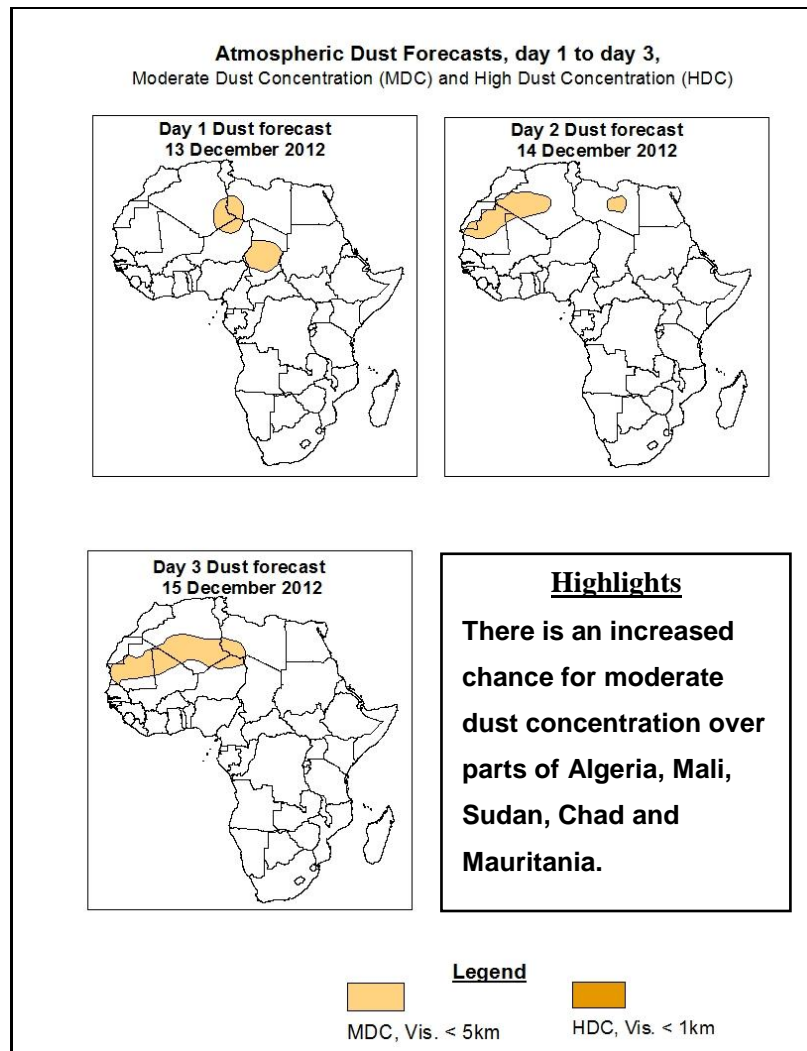 Atmospheric Dust Forecasts, day 1 to day 3,
Moderate Dust Concentration (MDC) and High Dust Concentration (HDC)
Day 1 Dust forecast
13 December 2012
Day 2 Dust forecast
14 December 2012
Day 3 Dust forecast
15 December 2012
Highlights
There is an increased
chance for moderate
dust concentration over
parts of Algeria, Mali,
Sudan, Chad and
Mauritania.
Legend
MDC, Vis. < 5km
HDC, Vis. < 1km